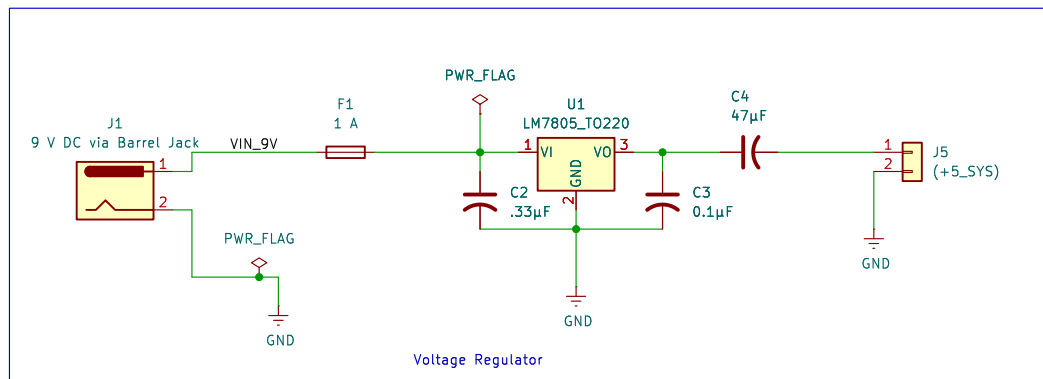 PWR_FLAG
J1
9 V DC via Barrel Jack
1
2
VIN_9V
F1
1 A
U1
LM7805_TO220
1
VI
VO
3
GND
2
C4
47µF
1
2
J5
(+5_SYS)
C2
.33µF
C3
0.1µF
PWR_FLAG
GND
GND
GND
Voltage Regulator